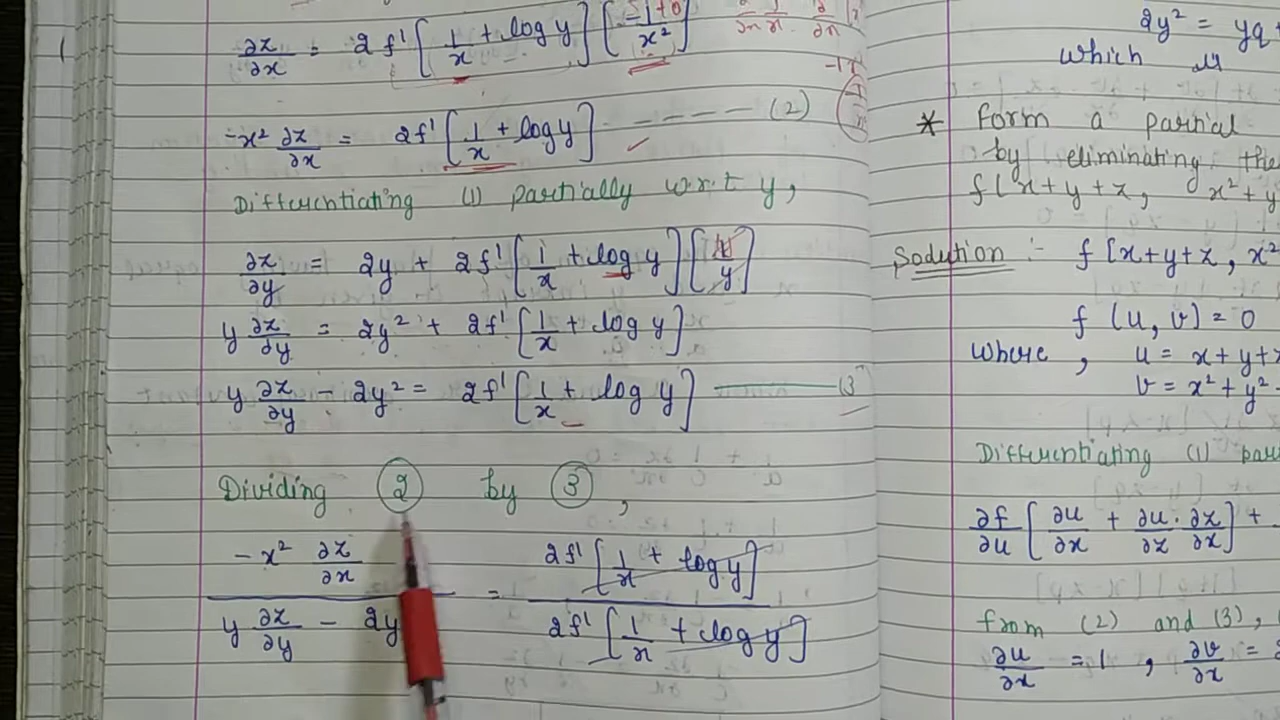 ∂z/∂x = 2f'[1/x + log y][-1+0/x²]
-x² ∂z/∂x = 2f'[1/x + log y] ------ (2)
Differentiating (1) partially w.r.t y,
∂z/∂y = 2y + 2f'[1/x + log y][1/y]
y ∂z/∂y = 2y² + 2f'[1/x + log y]
y ∂z/∂y - 2y² = 2f'[1/x + log y] ——— (3
Dividing ② by ③,
-x² ∂z/∂x / y ∂z/∂y - 2y = 2f'[1/x + log y] / 2f'[1/x + log y]
2y² = yq +
which is
* Form a partial
by eliminating the
f(x+y+z, x²+y
Solution :- f[x+y+z, x²
f(u, v) = 0
where, u = x+y+z
v = x²+y²
Differentiating (1) par
∂f/∂u [∂u/∂x + ∂u/∂z · ∂z/∂x] +
from (2) and (3),
∂u/∂x = 1, ∂v/∂x =